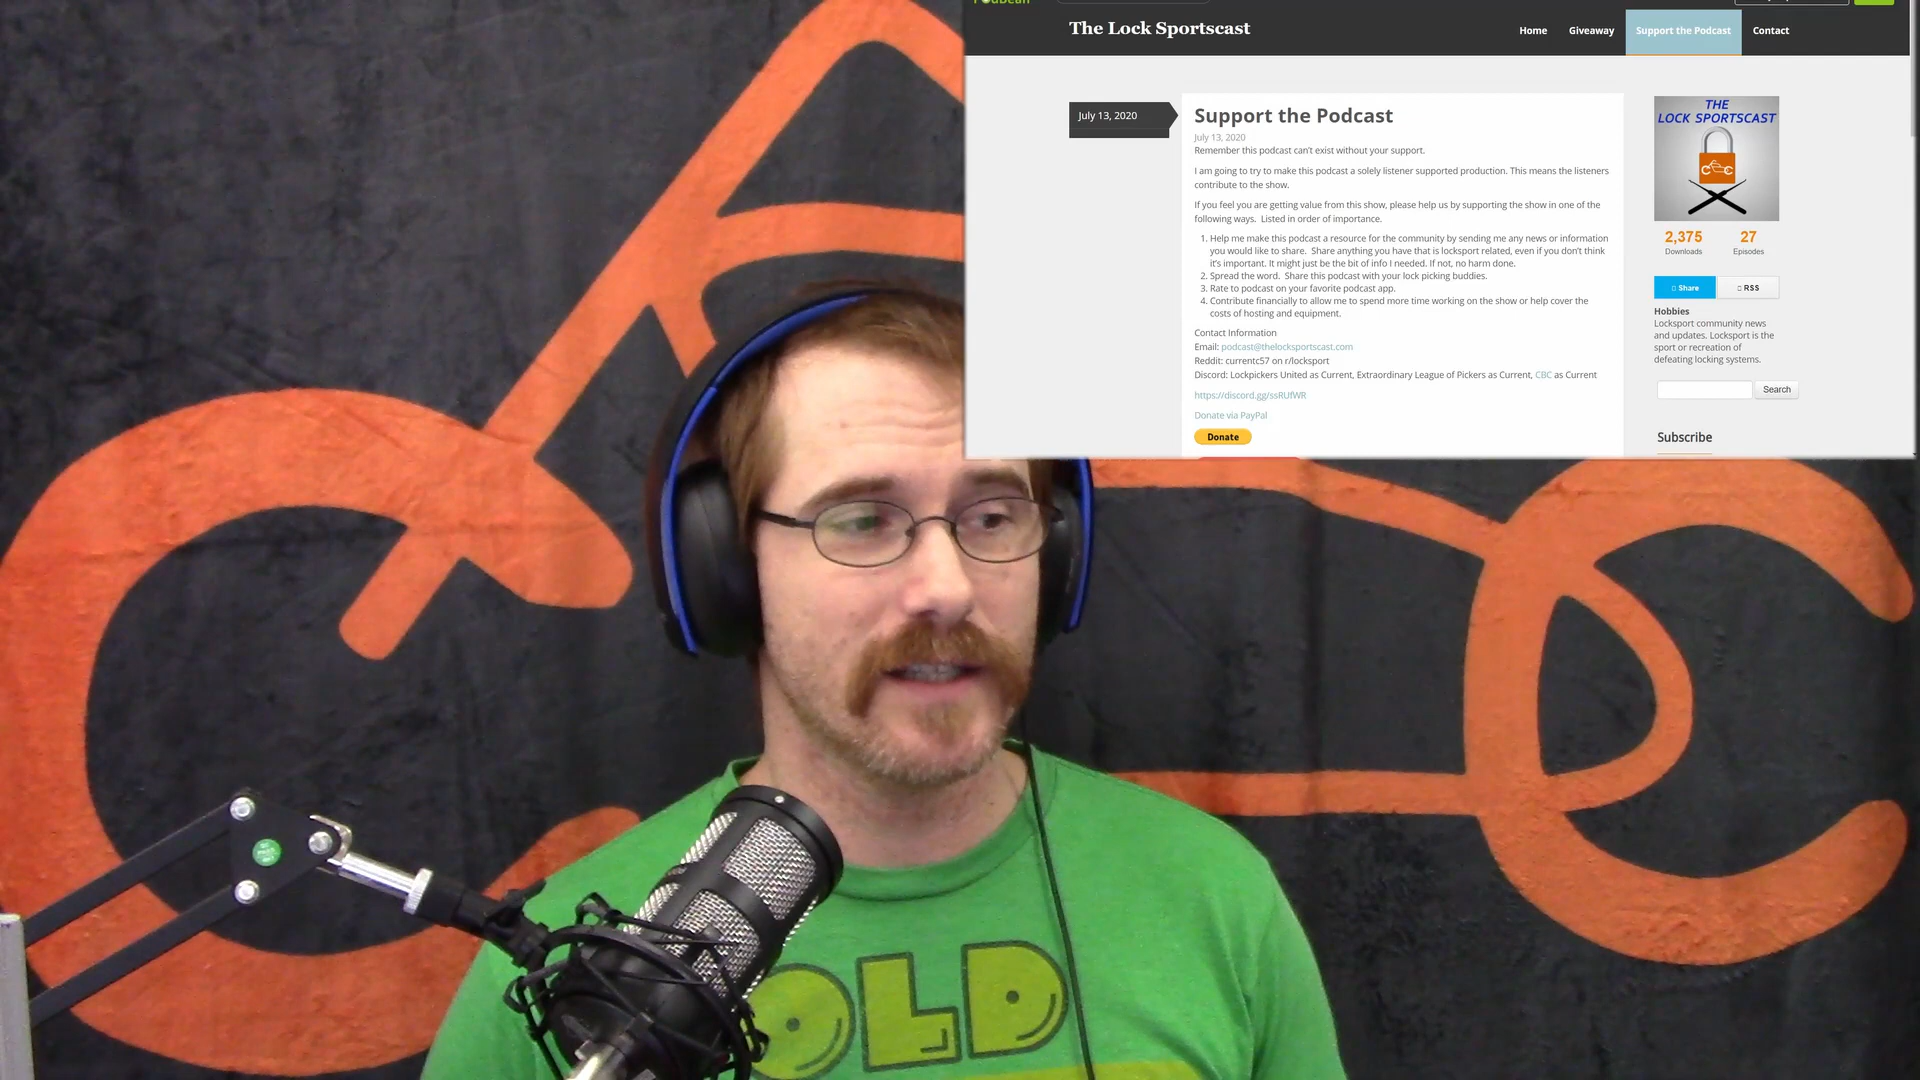 The Lock Sportscast
Home
Giveaway
Support the Podcast
Contact
July 13, 2020
Support the Podcast
July 13, 2020
Remember this podcast can't exist without your support.
I am going to try to make this podcast a solely listener supported production. This means the listeners
contribute to the show.
If you feel you are getting value from this show, please help us by supporting the show in one of the
following ways. Listed in order of importance.
1. Help me make this podcast a resource for the community by sending me any news or information
you would like to share. Share anything you have that is locksport related, even if you don't think
it's important. It might just be the bit of info I needed. If not, no harm done.
2. Spread the word. Share this podcast with your lock picking buddies.
3. Rate to podcast on your favorite podcast app.
4. Contribute financially to allow me to spend more time working on the show or help cover the
costs of hosting and equipment.
Contact Information
Email: podcast@thelocksportscast.com
Reddit: currentc57 on r/locksport
Discord: Lockpickers United as Current, Extraordinary League of Pickers as Current, CBC as Current
https://discord.gg/ssRUfWR
Donate via PayPal
Donate
THE
LOCK SPORTSCAST
2,375
27
Downloads
Episodes
Share
RSS
Hobbies
Locksport community news
and updates. Locksport is the
sport or recreation of
defeating locking systems.
Search
Subscribe
OLD